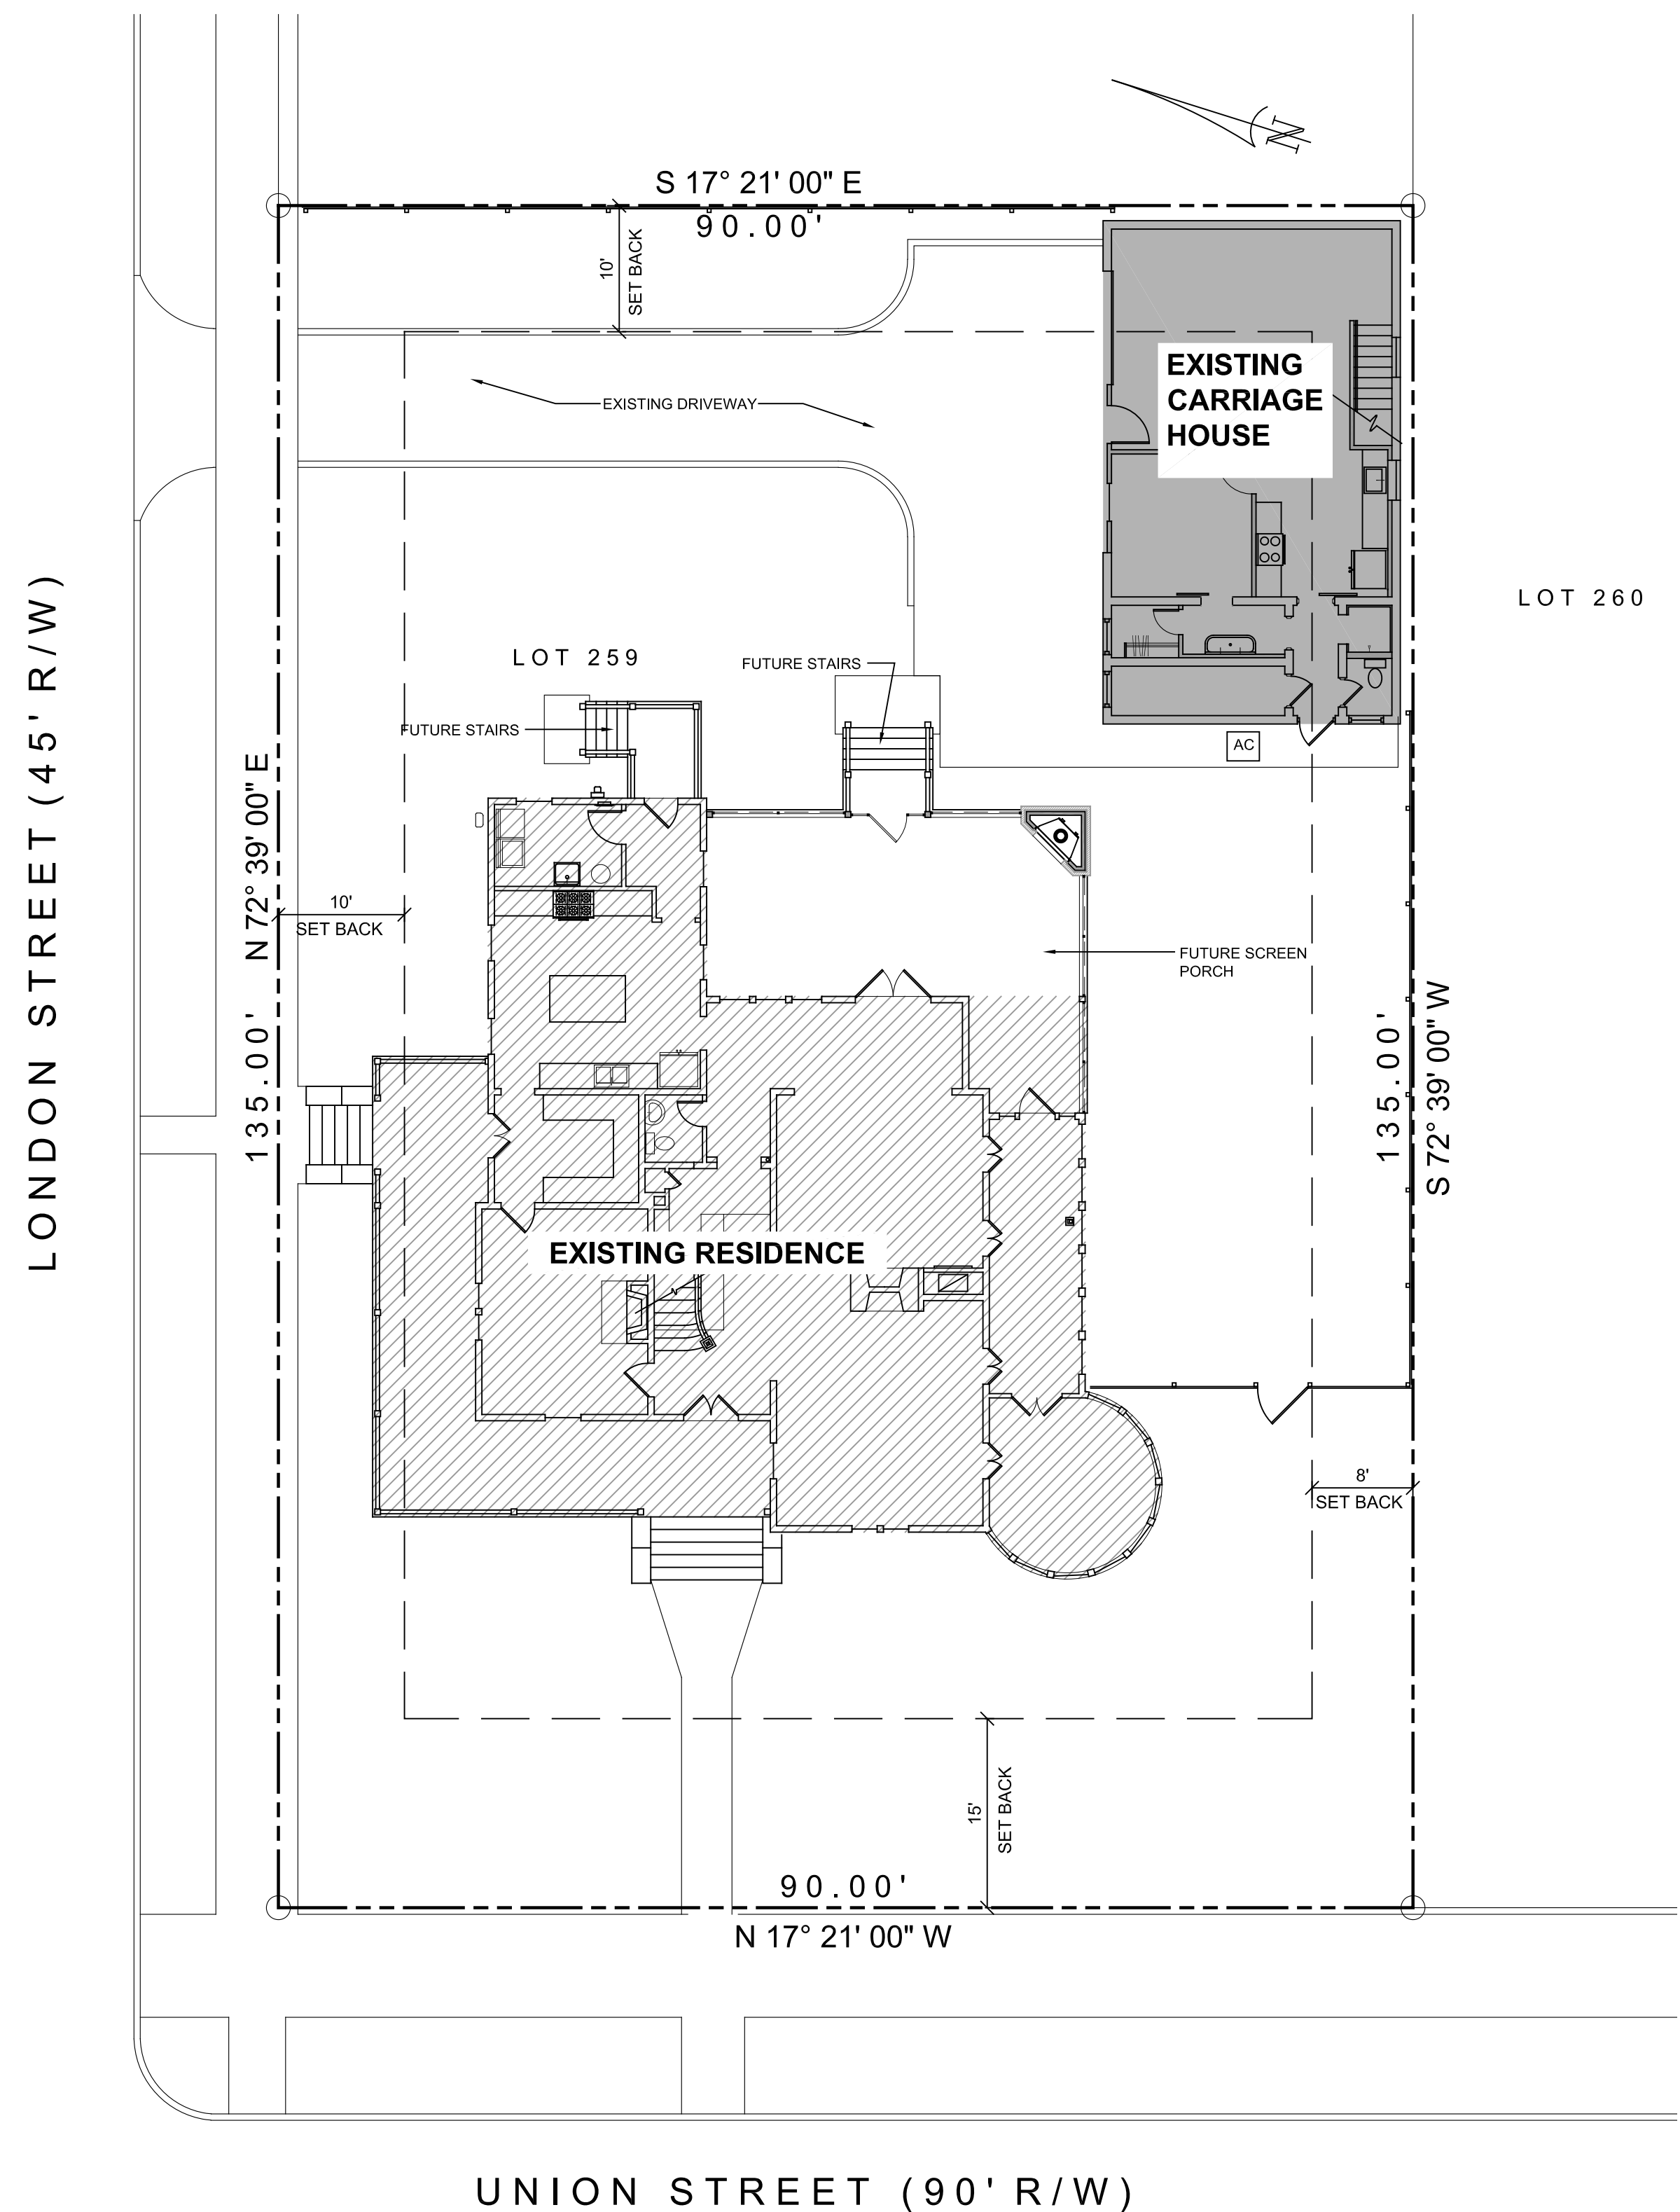 N
S 17° 21' 00" E
90.00'
10'
SET BACK
EXISTING DRIVEWAY
EXISTING
CARRIAGE
HOUSE
LOT 260
LOT 259
FUTURE STAIRS
FUTURE STAIRS
AC
LONDON STREET (45' R/W)
135.00' N 72° 39' 00" E
10'
SET BACK
FUTURE SCREEN
PORCH
135.00'
S 72° 39' 00" W
EXISTING RESIDENCE
8'
SET BACK
15'
SET BACK
90.00'
N 17° 21' 00" W
UNION STREET (90' R/W)